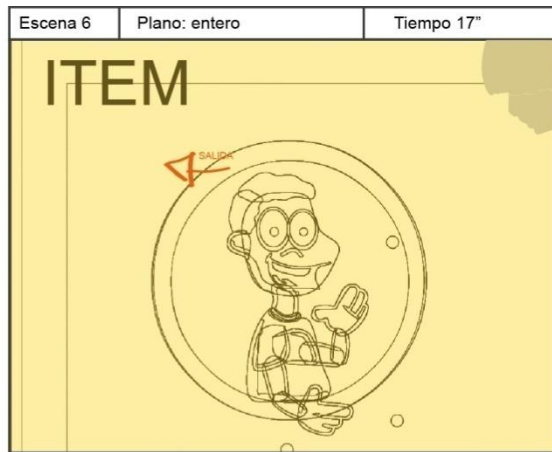 Escena 6
Plano: entero
Tiempo 17”
ITEM
SALIDA